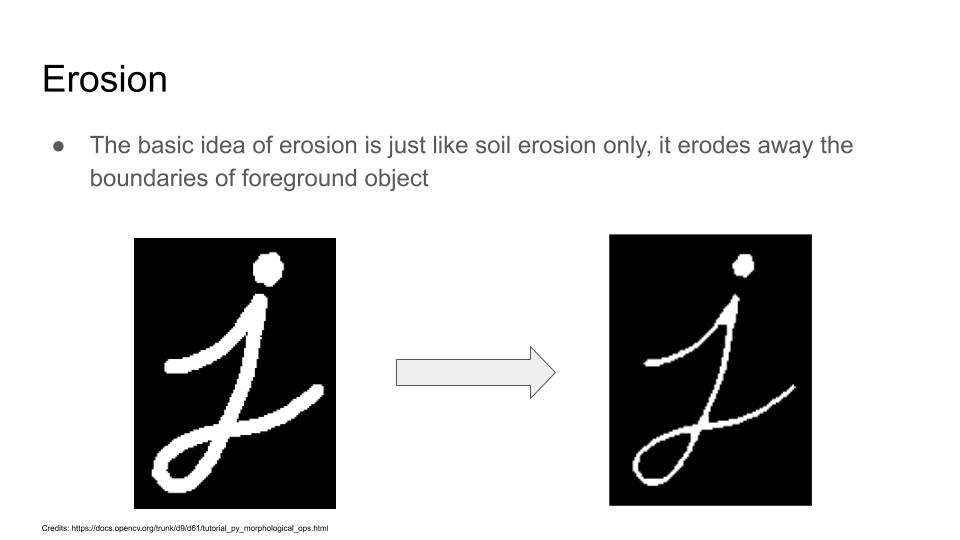 Erosion
● The basic idea of erosion is just like soil erosion only, it erodes away the
boundaries of foreground object
j
j
Credits: https://docs.opencv.org/trunk/d9/d61/tutorial_py_morphological_ops.html